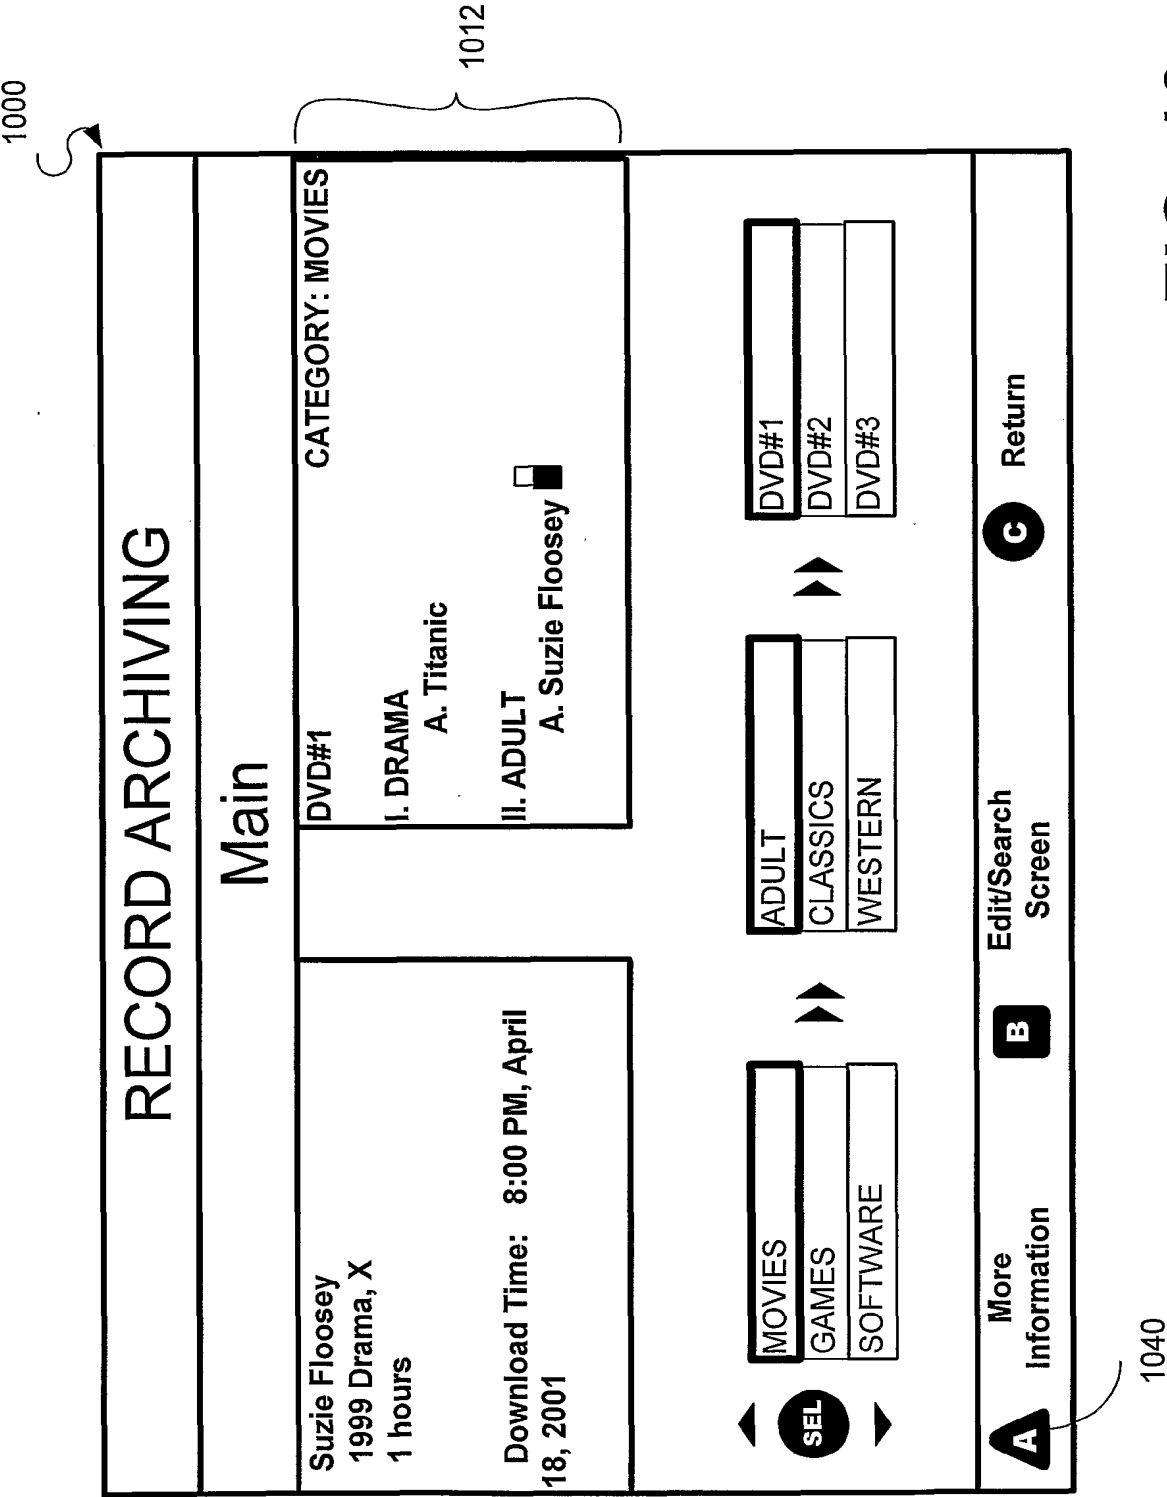 1000
RECORD ARCHIVING
Main
Suzie Floosey
1999 Drama, X
1 hours
Download Time: 8:00 PM, April
18, 2001
DVD#1 CATEGORY: MOVIES
I. DRAMA
A. Titanic
II. ADULT
A. Suzie Floosey
1012
SEL
MOVIES
GAMES
SOFTWARE
ADULT
CLASSICS
WESTERN
DVD#1
DVD#2
DVD#3
A More
Information
B Edit/Search
Screen
C Return
1040